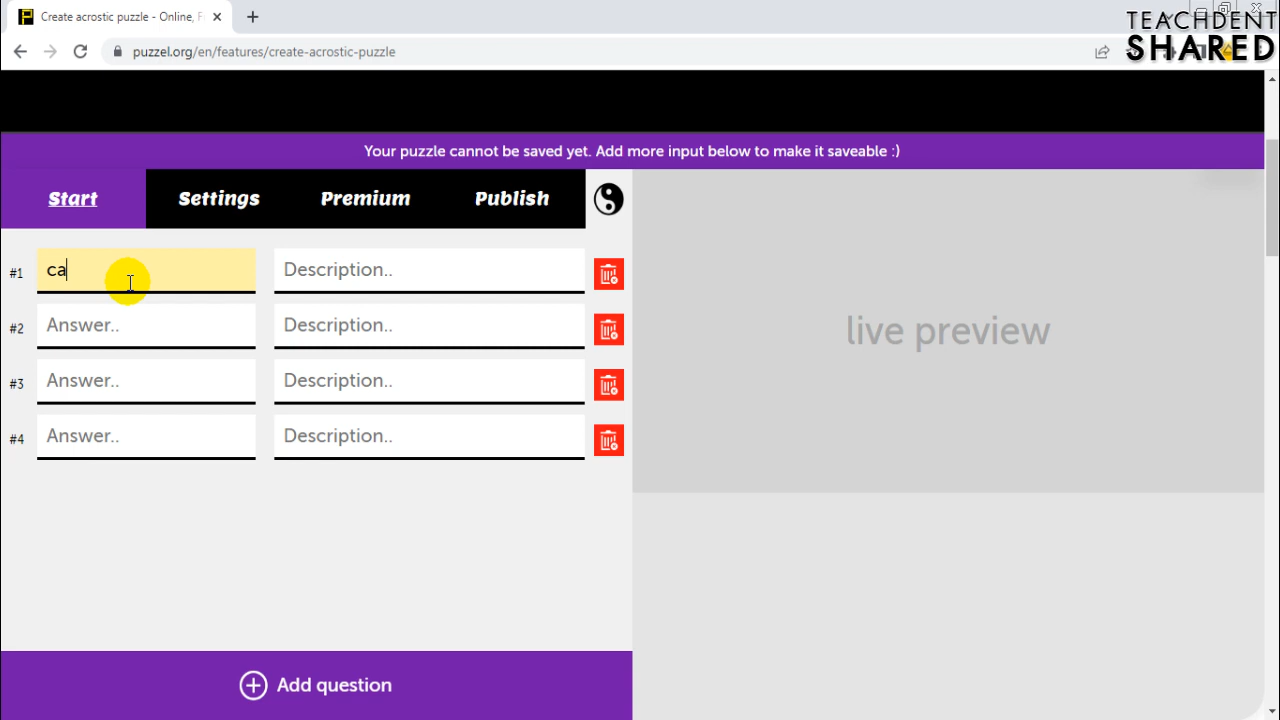 Create acrostic puzzle - Online, F
TEACHDENT
SHARED
puzzel.org/en/features/create-acrostic-puzzle
Your puzzle cannot be saved yet. Add more input below to make it saveable :)
Start Settings Premium Publish
#1 ca Description..
#2 Answer.. Description..
#3 Answer.. Description..
#4 Answer.. Description..
live preview
Add question